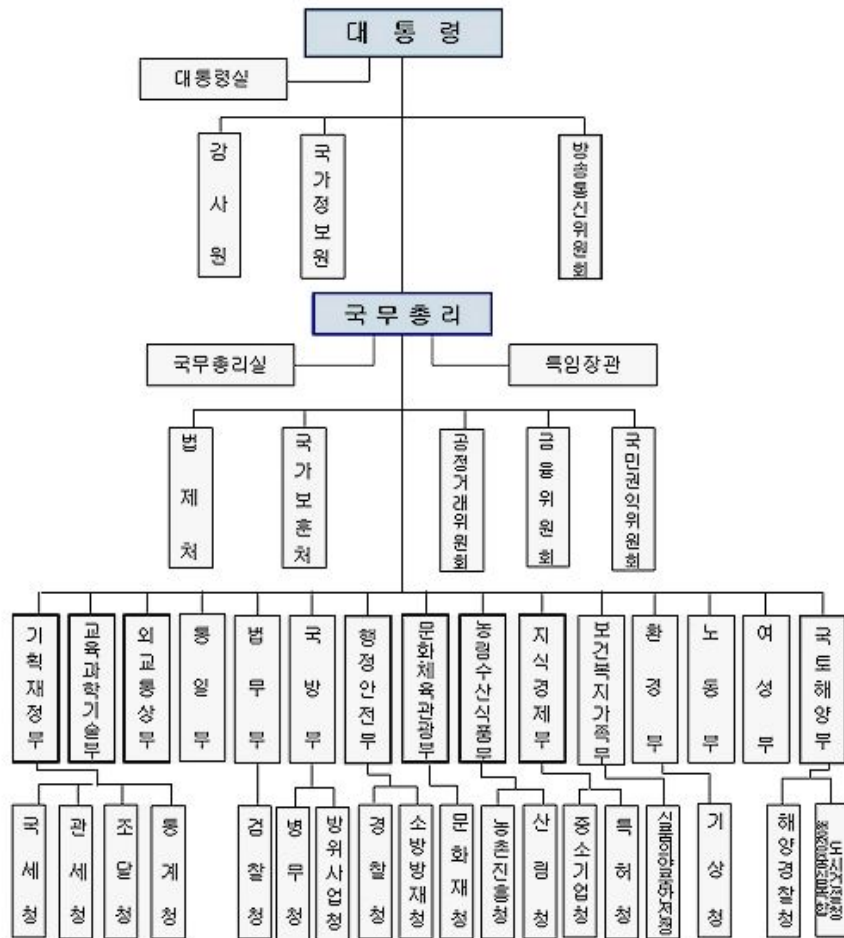 대통령
대통령실
감사원
국가정보원
방송통신위원회
국무총리
국무총리실
특임장관
법제처
국가보훈처
공정거래위원회
금융위원회
국민권익위원회
기획재정부
교육과학기술부
외교통상부
통일부
법무부
국방부
행정안전부
문화체육관광부
농림수산식품부
지식경제부
보건복지가족부
환경부
노동부
여성부
국토해양부
국세청
관세청
조달청
통계청
검찰청
병무청
방위사업청
경찰청
소방방재청
문화재청
농촌진흥청
산림청
중소기업청
특허청
식품의약품안전청
기상청
해양경찰청
도시건설청